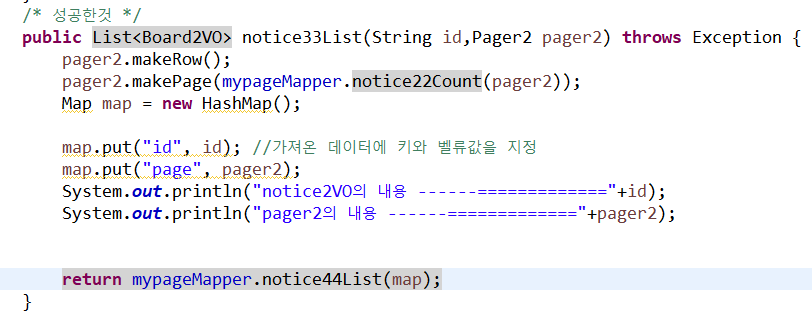 /* 성공한것 */
public List<Board2VO> notice33List(String id,Pager2 pager2) throws Exception {
pager2.makeRow();
pager2.makePage(mypageMapper.notice22Count(pager2));
Map map = new HashMap();
map.put("id", id); //가져온 데이터에 키와 벨류값을 지정
map.put("page", pager2);
System.out.println("notice2VO의 내용 ------============="+id);
System.out.println("pager2의 내용 ------============="+pager2);
return mypageMapper.notice44List(map);
}